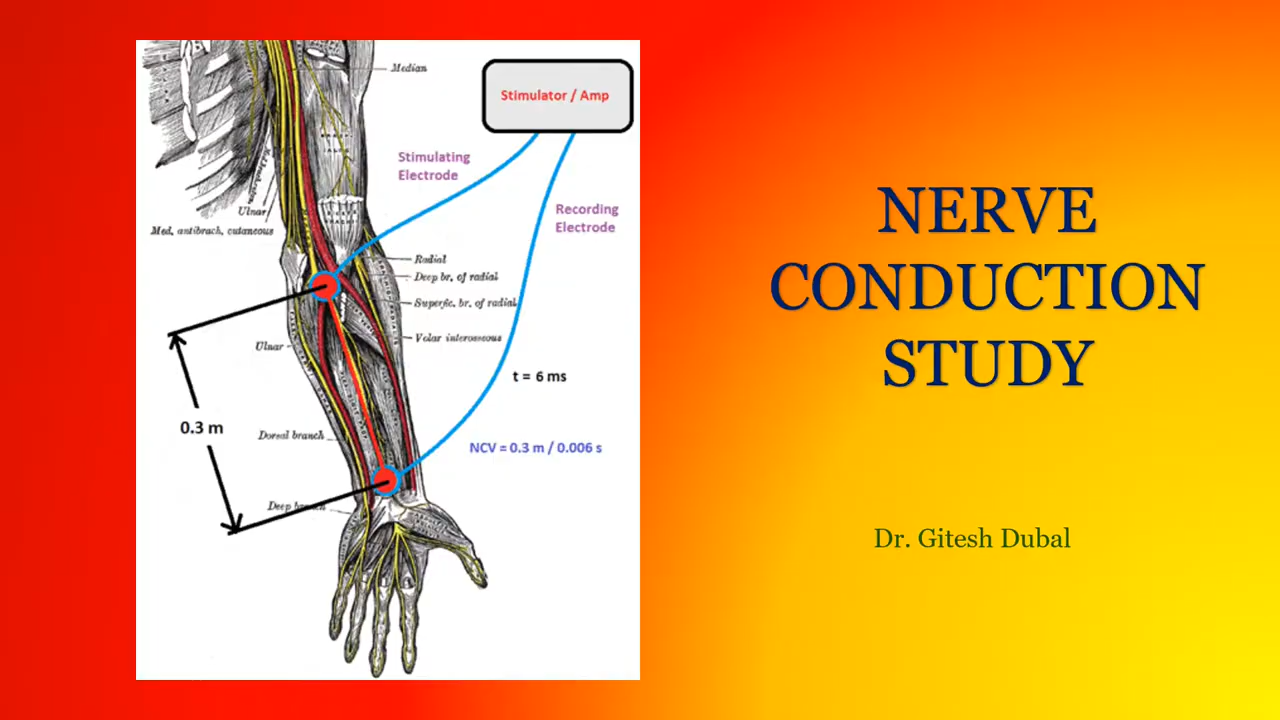 Median
Stimulator / Amp
Stimulating
Electrode
Recording
Electrode
Ulnar
Med. antibrach. cutaneous
Radial
Deep br. of radial
Superfic. br. of radial
Volar interosseous
Ulnar
t = 6 ms
0.3 m
Dorsal branch
NCV = 0.3 m / 0.006 s
Deep branch
NERVE
CONDUCTION
STUDY
Dr. Gitesh Dubal